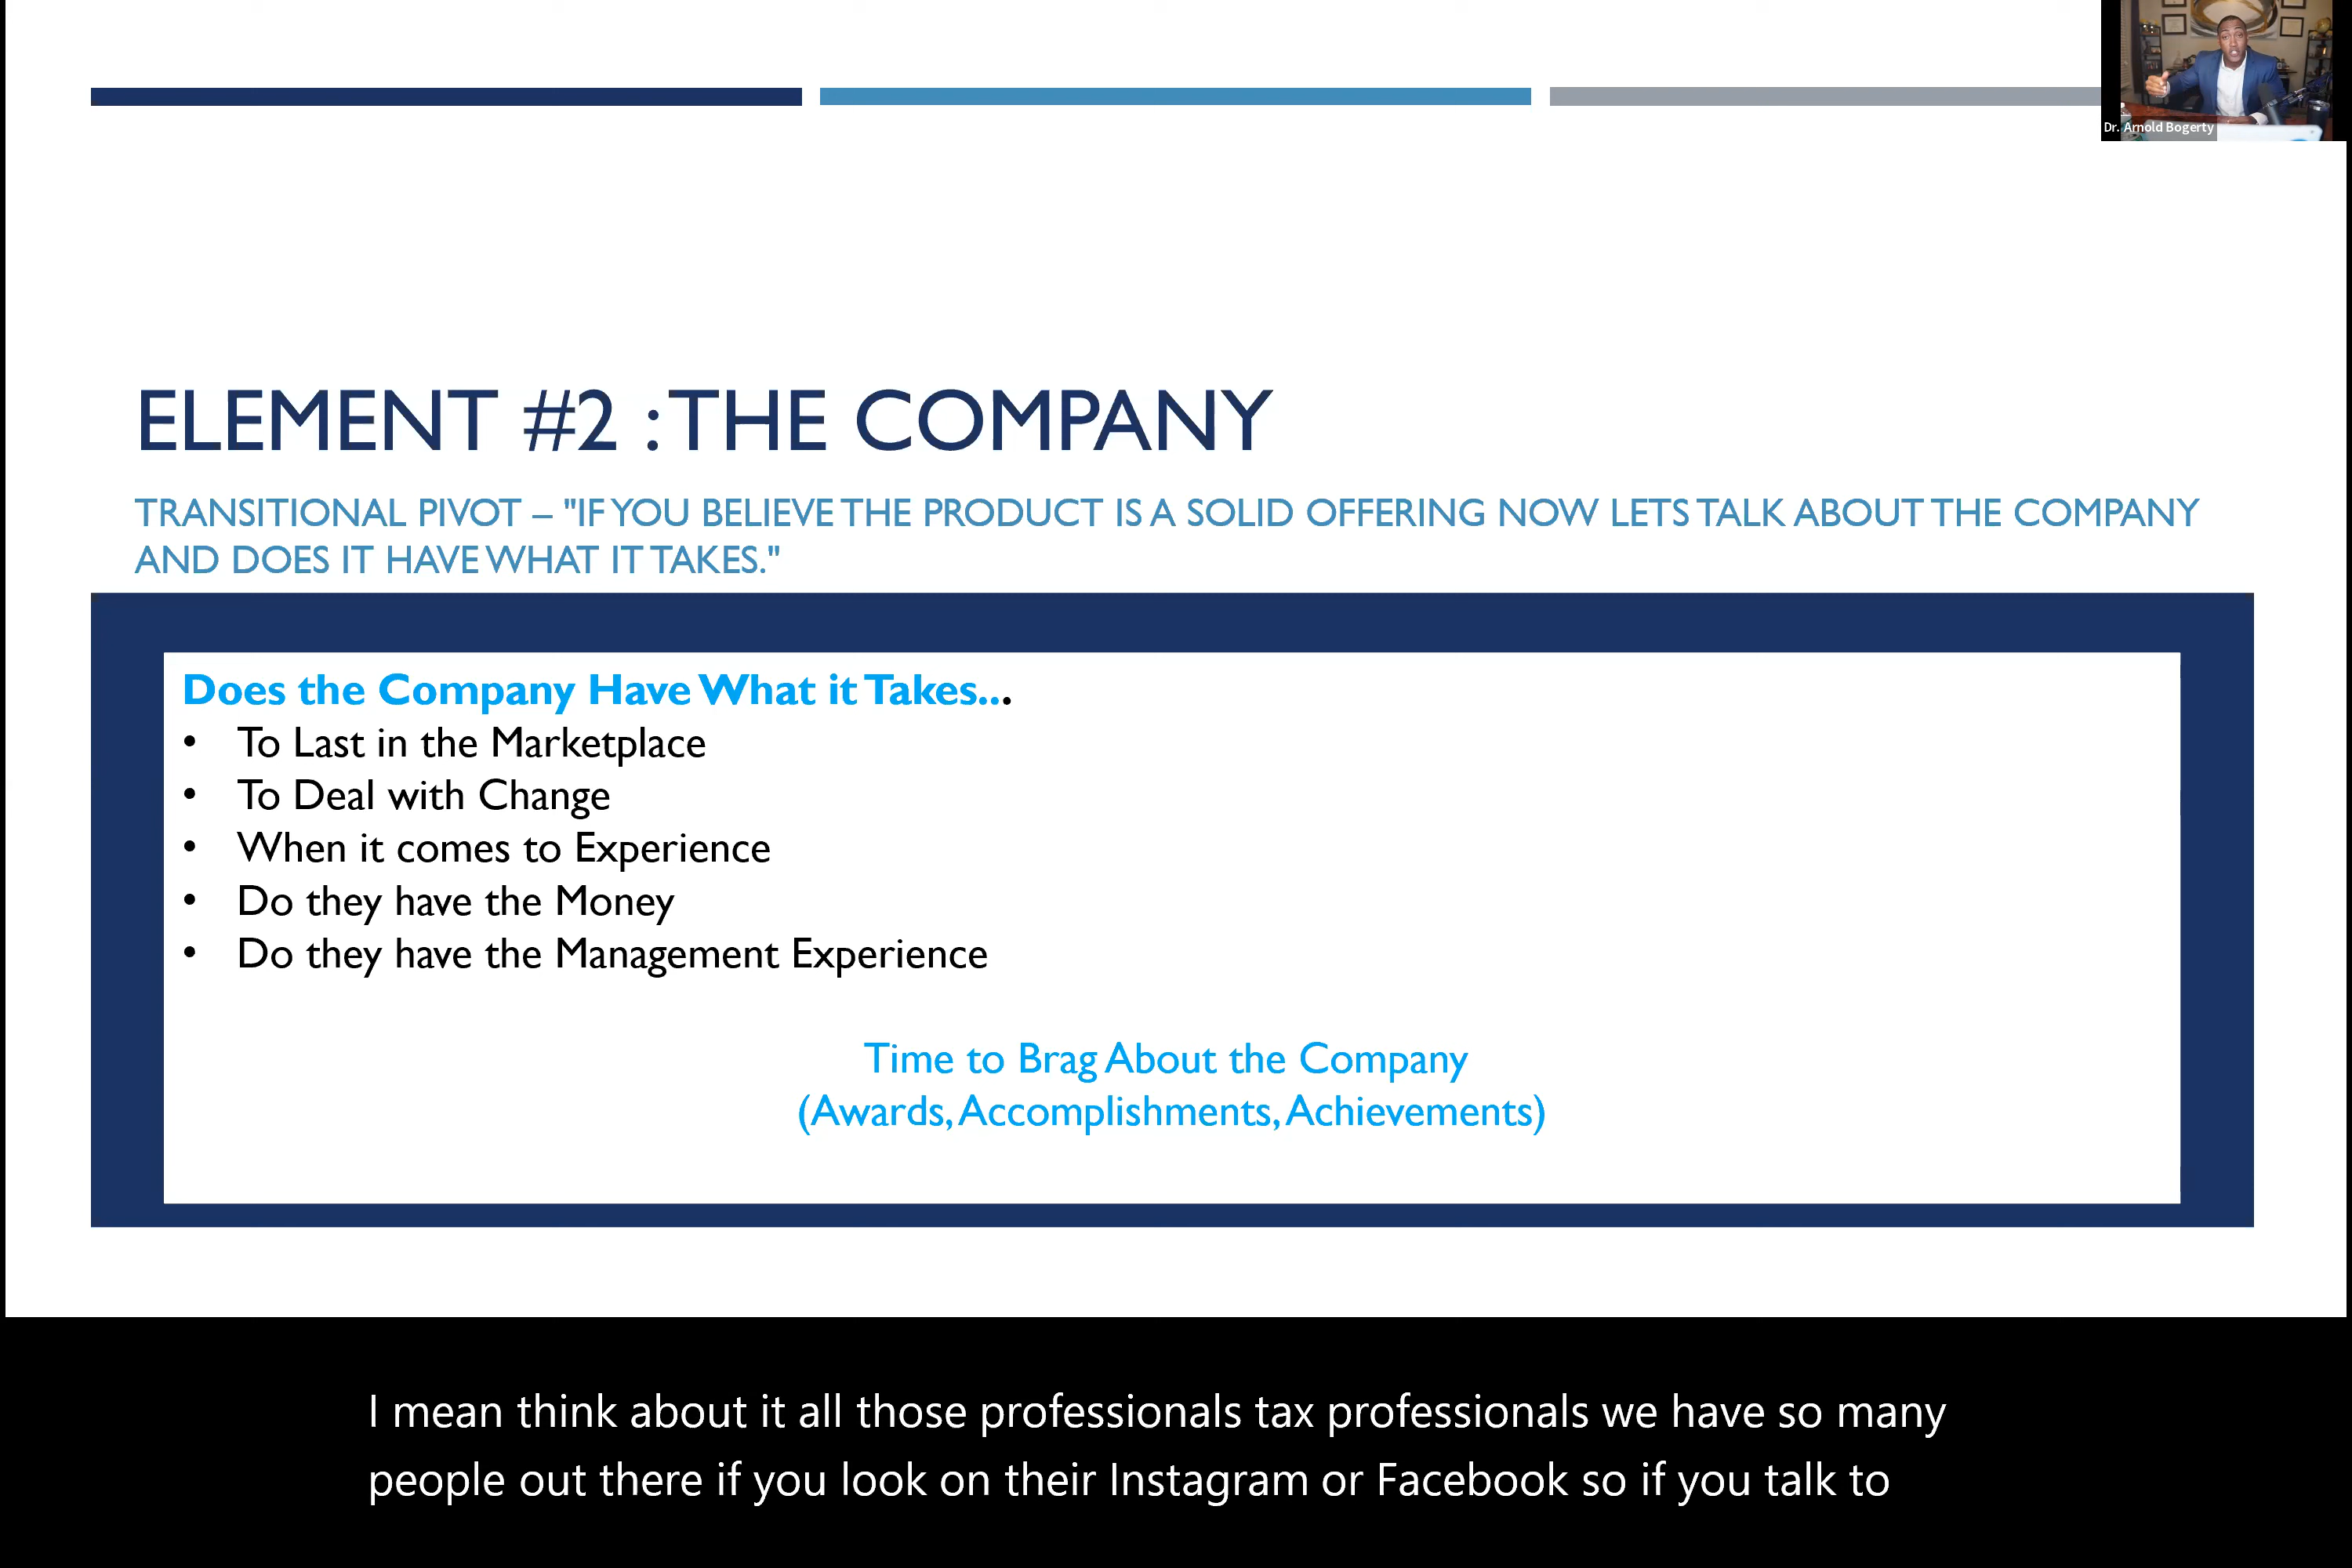 Dr. Arnold Bogerty
ELEMENT #2 : THE COMPANY
TRANSITIONAL PIVOT – "IF YOU BELIEVE THE PRODUCT IS A SOLID OFFERING NOW LETS TALK ABOUT THE COMPANY
AND DOES IT HAVE WHAT IT TAKES."
Does the Company Have What it Takes...
• To Last in the Marketplace
• To Deal with Change
• When it comes to Experience
• Do they have the Money
• Do they have the Management Experience
Time to Brag About the Company
(Awards, Accomplishments, Achievements)
I mean think about it all those professionals tax professionals we have so many
people out there if you look on their Instagram or Facebook so if you talk to